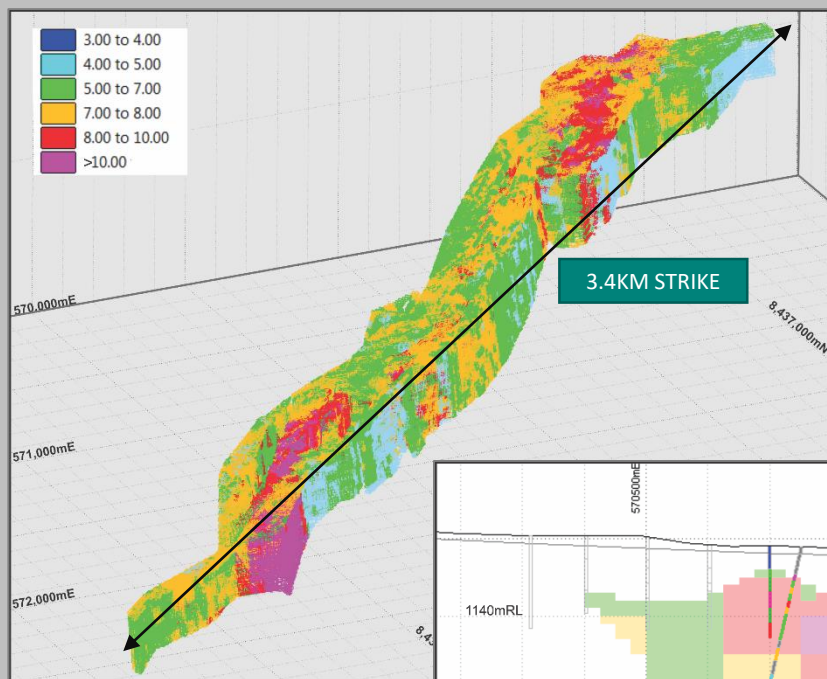 3.00 to 4.00
4.00 to 5.00
5.00 to 7.00
7.00 to 8.00
8.00 to 10.00
>10.00
570,000mE
3.4KM STRIKE
8,437,000mN
571,000mE
572,000mE
570500mE
1140mRL